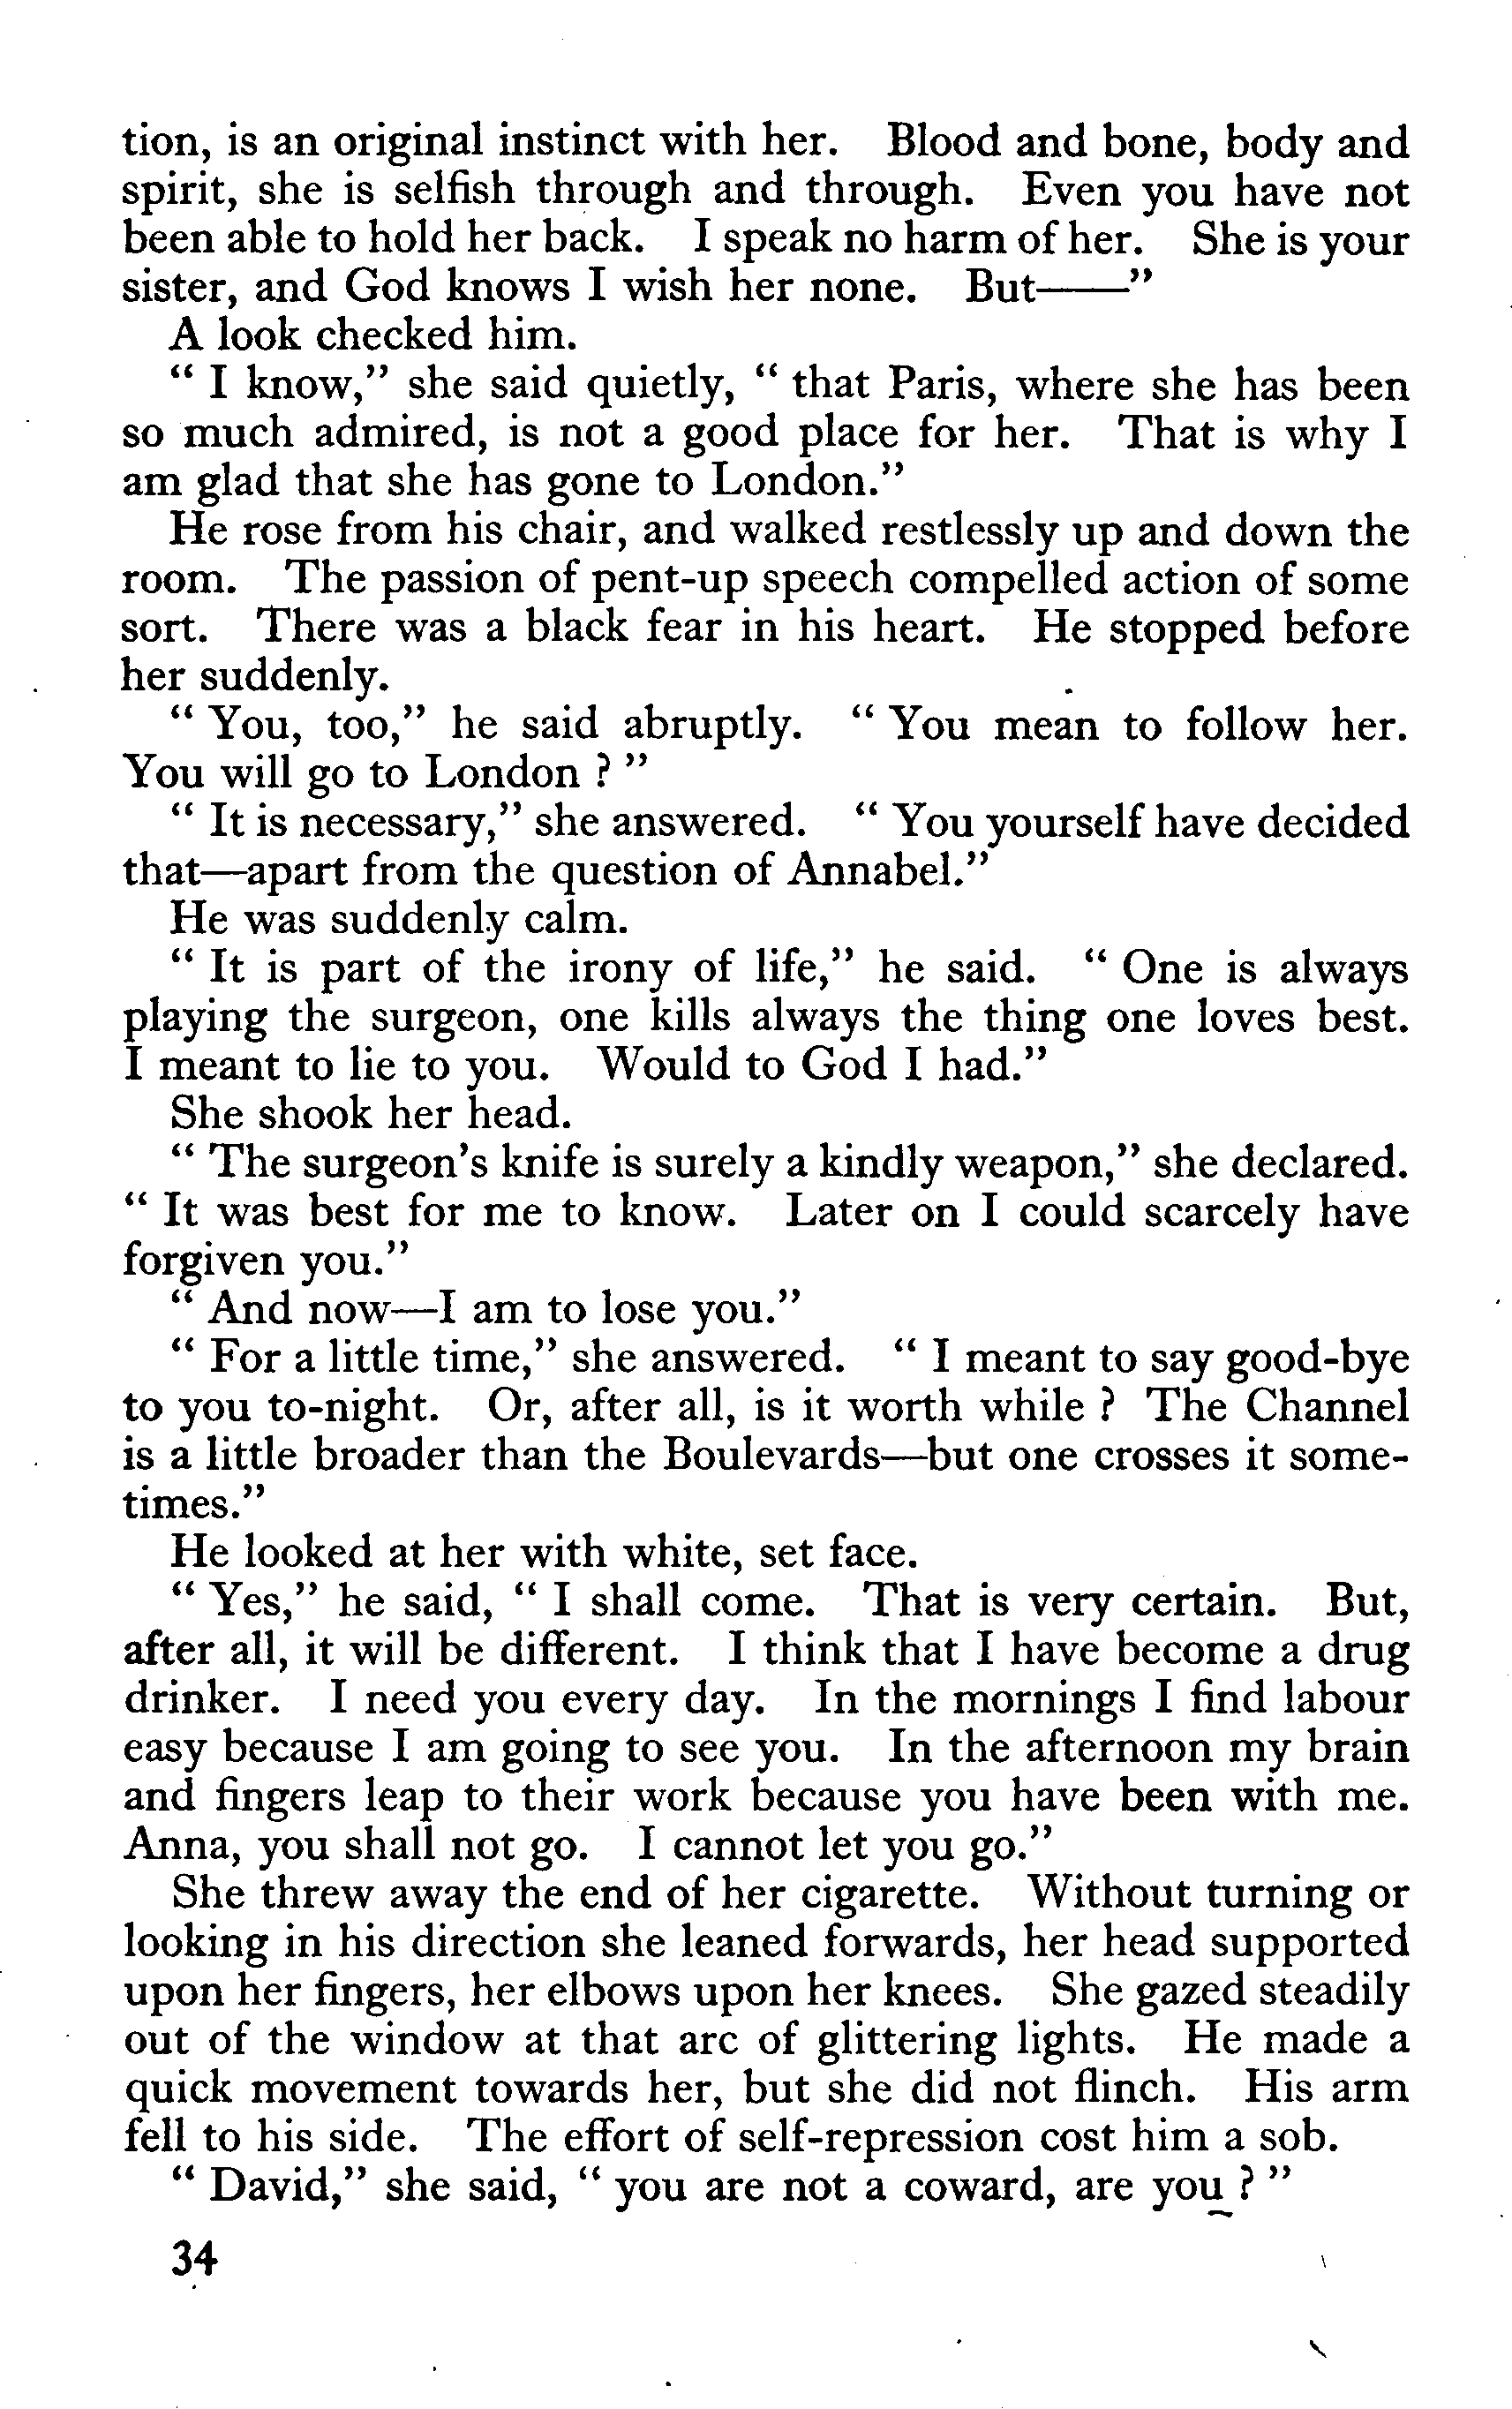 tion, is an original instinct with her. Blood and bone, body and
spirit, she is selfish through and through. Even you have not
been able to hold her back. I speak no harm of her. She is your
sister, and God knows I wish her none. But——"
A look checked him.
" I know," she said quietly, " that Paris, where she has been
so much admired, is not a good place for her. That is why I
am glad that she has gone to London."
He rose from his chair, and walked restlessly up and down the
room. The passion of pent-up speech compelled action of some
sort. There was a black fear in his heart. He stopped before
her suddenly.
" You, too," he said abruptly. " You mean to follow her.
You will go to London ? "
" It is necessary," she answered. " You yourself have decided
that—apart from the question of Annabel."
He was suddenly calm.
" It is part of the irony of life," he said. " One is always
playing the surgeon, one kills always the thing one loves best.
I meant to lie to you. Would to God I had."
She shook her head.
" The surgeon's knife is surely a kindly weapon," she declared.
" It was best for me to know. Later on I could scarcely have
forgiven you."
" And now—I am to lose you."
" For a little time," she answered. " I meant to say good-bye
to you to-night. Or, after all, is it worth while ? The Channel
is a little broader than the Boulevards—but one crosses it some-
times."
He looked at her with white, set face.
" Yes," he said, " I shall come. That is very certain. But,
after all, it will be different. I think that I have become a drug
drinker. I need you every day. In the mornings I find labour
easy because I am going to see you. In the afternoon my brain
and fingers leap to their work because you have been with me.
Anna, you shall not go. I cannot let you go."
She threw away the end of her cigarette. Without turning or
looking in his direction she leaned forwards, her head supported
upon her fingers, her elbows upon her knees. She gazed steadily
out of the window at that arc of glittering lights. He made a
quick movement towards her, but she did not flinch. His arm
fell to his side. The effort of self-repression cost him a sob.
" David," she said, " you are not a coward, are you ? "
34